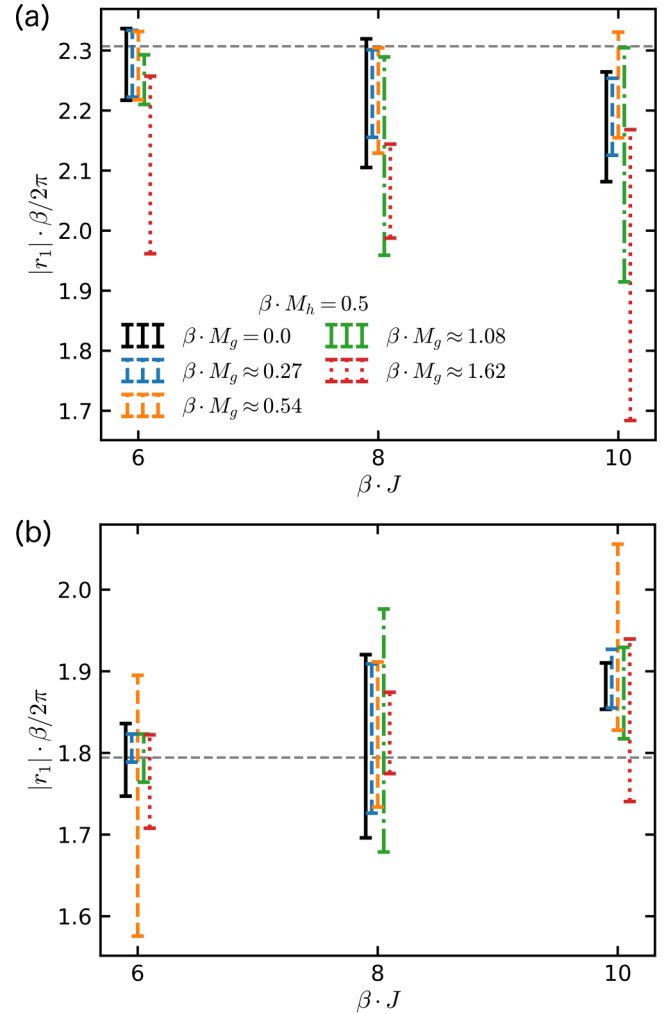 (a)
2.3
2.2
2.1
2.0
1.9
1.8
1.7
|r₁| · β/2π
β · M_h = 0.5
β · M_g = 0.0
β · M_g ≈ 1.08
β · M_g ≈ 0.27
β · M_g ≈ 1.62
β · M_g ≈ 0.54
6 8 10
β · J
(b)
2.0
1.9
1.8
1.7
1.6
|r₁| · β/2π
6 8 10
β · J